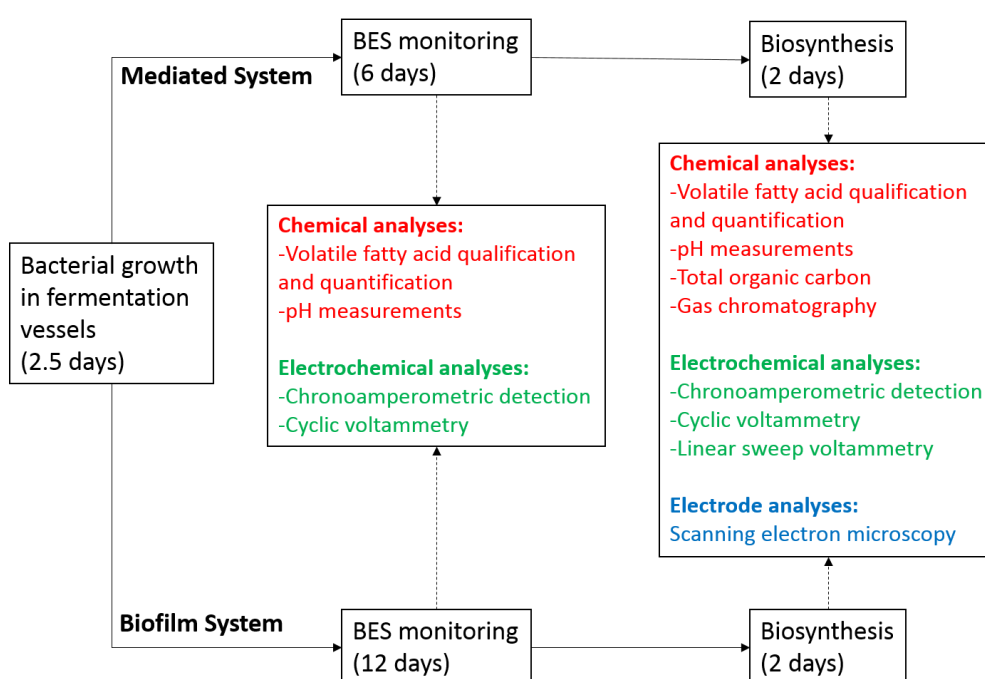 BES monitoring
(6 days)
Biosynthesis
(2 days)
Mediated System
Chemical analyses:
-Volatile fatty acid qualification
and quantification
-pH measurements
-Total organic carbon
-Gas chromatography
Electrochemical analyses:
-Chronoamperometric detection
-Cyclic voltammetry
-Linear sweep voltammetry
Electrode analyses:
Scanning electron microscopy
Chemical analyses:
-Volatile fatty acid qualification
and quantification
-pH measurements
Electrochemical analyses:
-Chronoamperometric detection
-Cyclic voltammetry
Bacterial growth
in fermentation
vessels
(2.5 days)
Biofilm System
BES monitoring
(12 days)
Biosynthesis
(2 days)